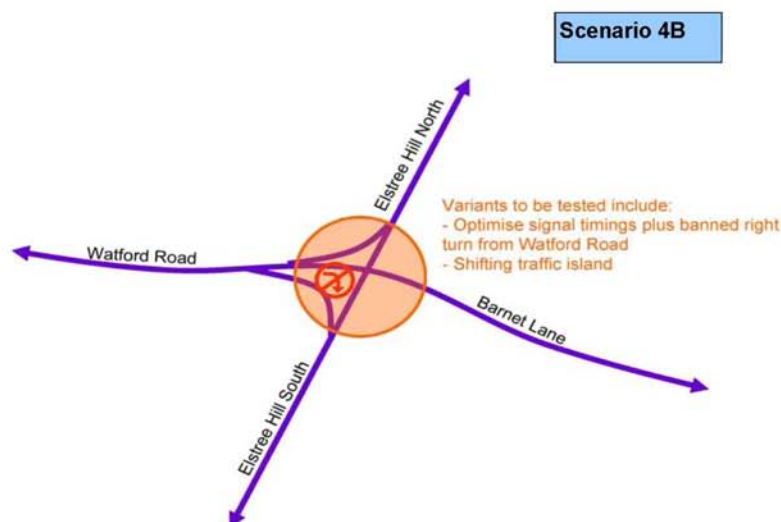 Scenario 4B
Elstree Hill North
Variants to be tested include:
- Optimise signal timings plus banned right
turn from Watford Road
- Shifting traffic island
Watford Road
Barnet Lane
Elstree Hill South